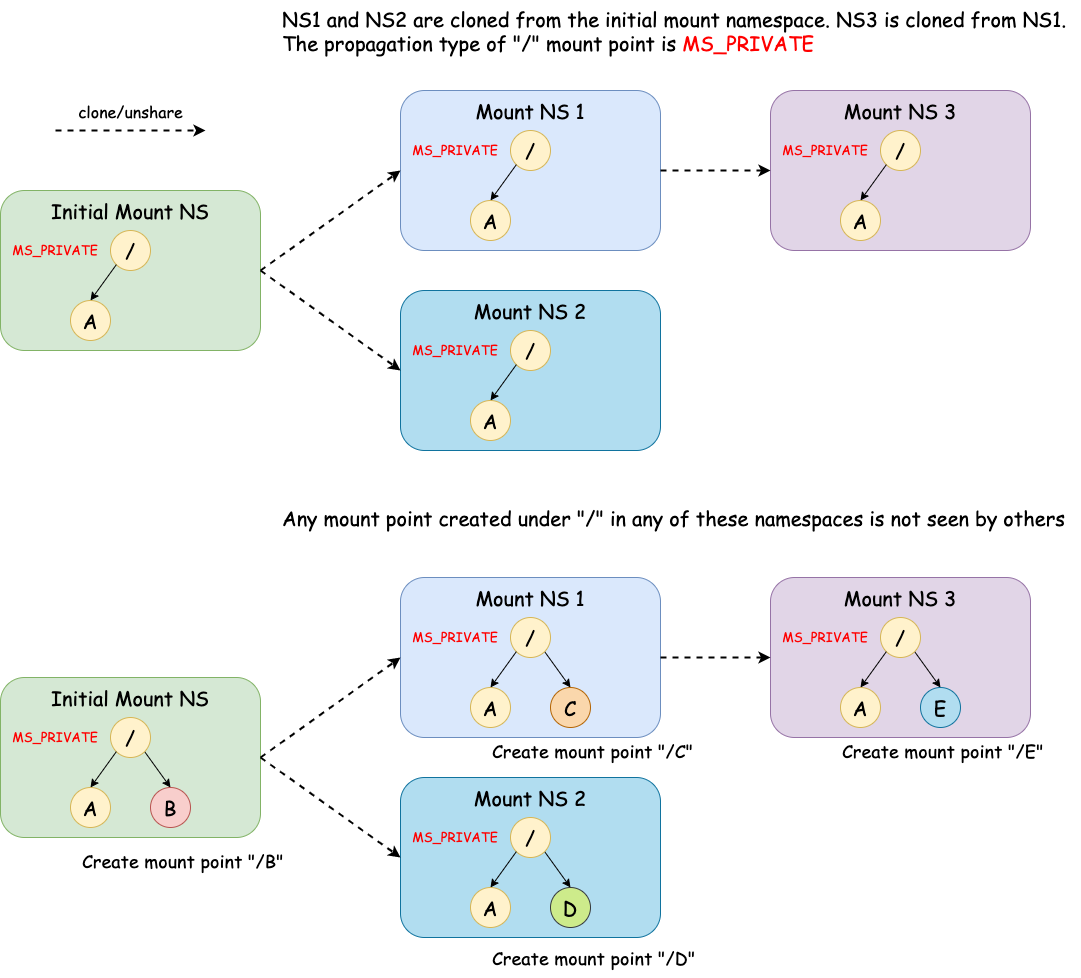 NS1 and NS2 are cloned from the initial mount namespace. NS3 is cloned from NS1.
The propagation type of "/" mount point is MS_PRIVATE
clone/unshare
Initial Mount NS
MS_PRIVATE
/
A
Mount NS 1
MS_PRIVATE
/
A
Mount NS 3
MS_PRIVATE
/
A
Mount NS 2
MS_PRIVATE
/
A
Any mount point created under "/" in any of these namespaces is not seen by others
Initial Mount NS
MS_PRIVATE
/
A
B
Create mount point "/B"
Mount NS 1
MS_PRIVATE
/
A
C
Create mount point "/C"
Mount NS 3
MS_PRIVATE
/
A
E
Create mount point "/E"
Mount NS 2
MS_PRIVATE
/
A
D
Create mount point "/D"